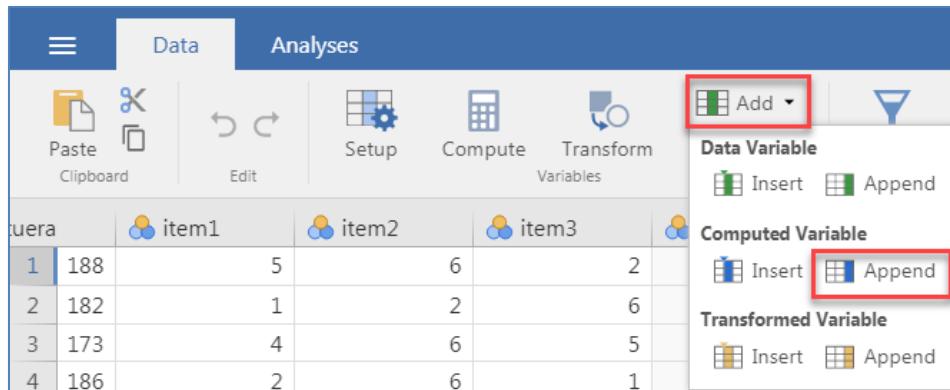 Data Analyses
Add
Paste Setup Compute Transform
Clipboard Edit Variables
Data Variable
Insert Append
Computed Variable
Insert Append
Transformed Variable
Insert Append
tuera item1 item2 item3
1 188 5 6 2
2 182 1 2 6
3 173 4 6 5
4 186 2 6 1